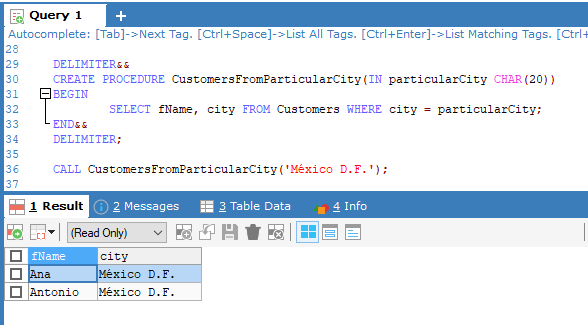 Query 1 +
Autocomplete: [Tab]->Next Tag. [Ctrl+Space]->List All Tags. [Ctrl+Enter]->List Matching Tags. [Ctrl+
28
29 DELIMITER&&
30 CREATE PROCEDURE CustomersFromParticularCity(IN particularCity CHAR(20))
31 BEGIN
32 SELECT fName, city FROM Customers WHERE city = particularCity;
33 END&&
34 DELIMITER;
35
36 CALL CustomersFromParticularCity('México D.F.');
37
1 Result 2 Messages 3 Table Data 4 Info
(Read Only)
fName city
Ana México D.F.
Antonio México D.F.